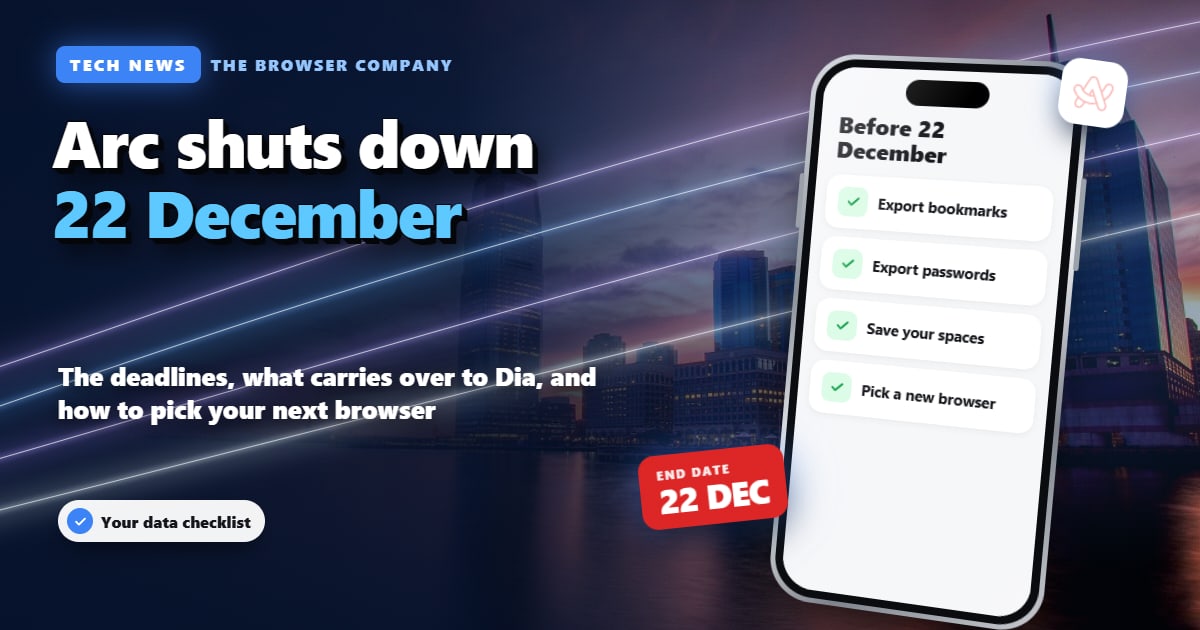 TECH NEWS THE BROWSER COMPANY
Arc shuts down
22 December
The deadlines, what carries over to Dia, and
how to pick your next browser
Your data checklist
END DATE
22 DEC
Before 22
December
Export bookmarks
Export passwords
Save your spaces
Pick a new browser